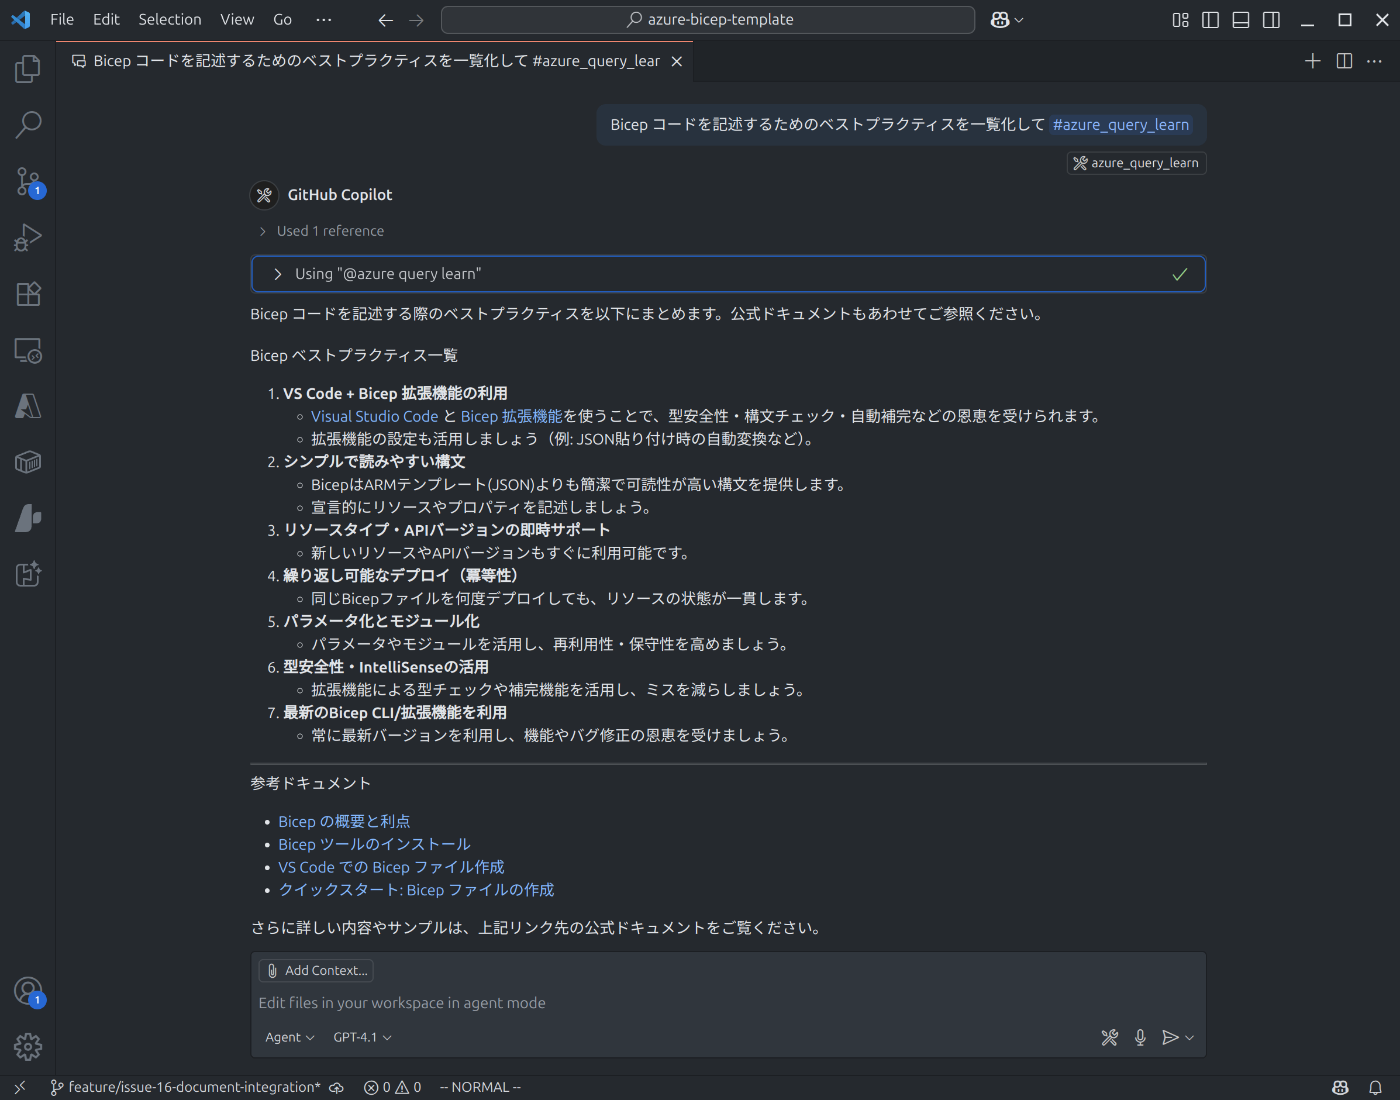 File Edit Selection View Go ··· azure-bicep-template
Bicep コードを記述するためのベストプラクティスを一覧化して #azure_query_lear
Bicep コードを記述するためのベストプラクティスを一覧化して #azure_query_learn
azure_query_learn
GitHub Copilot
Used 1 reference
1
Using "@azure query learn"
Bicep コードを記述する際のベストプラクティスを以下にまとめます。公式ドキュメントもあわせてご参照ください。
Bicep ベストプラクティス一覧
1. VS Code + Bicep 拡張機能の利用
◦ Visual Studio Code と Bicep 拡張機能を使うことで、型安全性・構文チェック・自動補完などの恩恵を受けられます。
◦ 拡張機能の設定も活用しましょう（例: JSON貼り付け時の自動変換など）。
2. シンプルで読みやすい構文
◦ BicepはARMテンプレート(JSON)よりも簡潔で可読性が高い構文を提供します。
◦ 宣言的にリソースやプロパティを記述しましょう。
3. リソースタイプ・APIバージョンの即時サポート
◦ 新しいリソースやAPIバージョンもすぐに利用可能です。
4. 繰り返し可能なデプロイ（冪等性）
◦ 同じBicepファイルを何度デプロイしても、リソースの状態が一貫します。
5. パラメータ化とモジュール化
◦ パラメータやモジュールを活用し、再利用性・保守性を高めましょう。
6. 型安全性・IntelliSenseの活用
◦ 拡張機能による型チェックや補完機能を活用し、ミスを減らしましょう。
7. 最新のBicep CLI/拡張機能を利用
◦ 常に最新バージョンを利用し、機能やバグ修正の恩恵を受けましょう。
参考ドキュメント
• Bicep の概要と利点
• Bicep ツールのインストール
• VS Code での Bicep ファイル作成
• クイックスタート: Bicep ファイルの作成
さらに詳しい内容やサンプルは、上記リンク先の公式ドキュメントをご覧ください。
Add Context...
Edit files in your workspace in agent mode
1
Agent GPT-4.1
feature/issue-16-document-integration* 0 0 -- NORMAL --